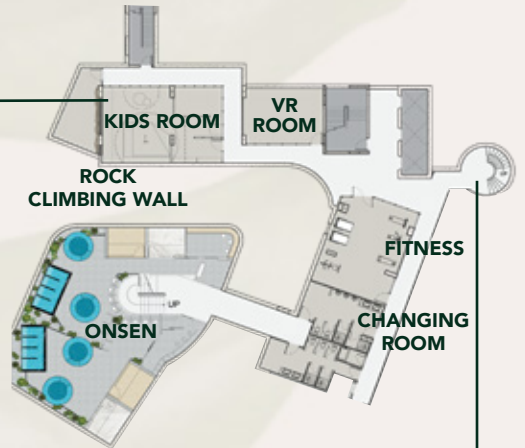 KIDS ROOM
VR
ROOM
ROCK
CLIMBING WALL
FITNESS
UP
ONSEN
CHANGING
ROOM